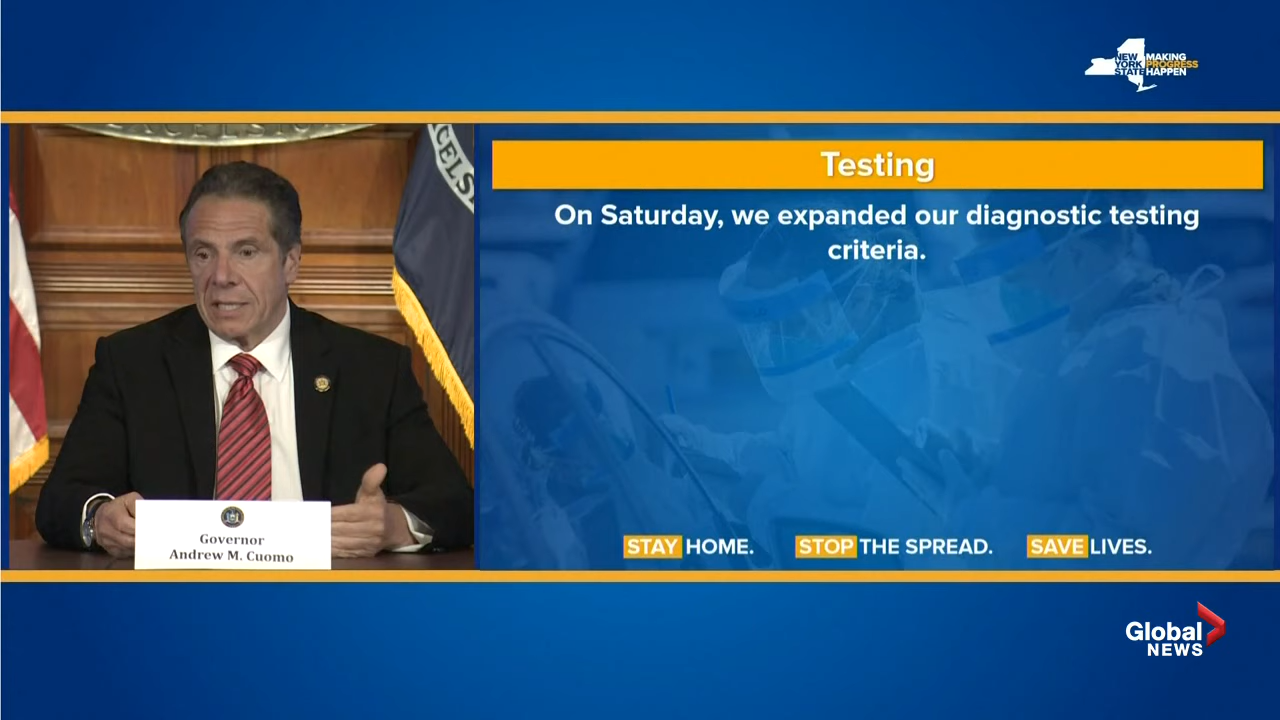 NEW
YORK
STATE
MAKING
PROGRESS
HAPPEN
EXCELSIOR
Testing
On Saturday, we expanded our diagnostic testing
criteria.
Governor
Andrew M. Cuomo
STAY HOME. STOP THE SPREAD. SAVE LIVES.
Global
NEWS